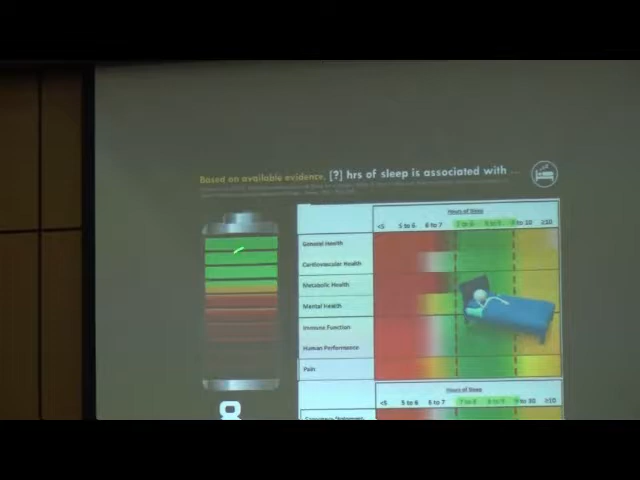 Based on available evidence, [?] hrs of sleep is associated with ...
Hours of Sleep
<5 5 to 6 6 to 7 7 to 8 8 to 9 9 to 10 ≥10
General Health
Cardiovascular Health
Metabolic Health
Mental Health
Immune Function
Human Performance
Pain
8
Hours of Sleep
<5 5 to 6 6 to 7 7 to 8 8 to 9 9 to 10 ≥10